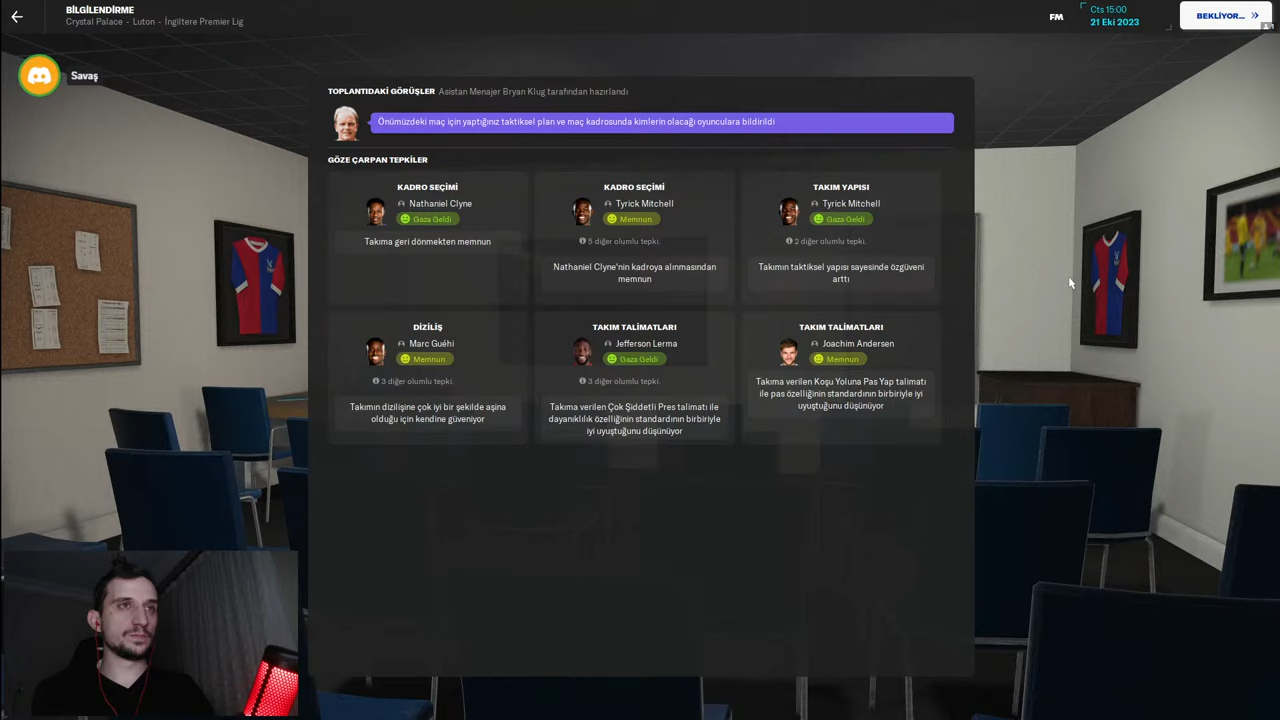 BİLGİLENDİRME
Crystal Palace - Luton - İngiltere Premier Lig
FM
Cts 15:00
21 Eki 2023
BEKLİYOR...
Savaş
TOPLANTIDAKİ GÖRÜŞLER Asistan Menajer Bryan Klug tarafından hazırlandı
Önümüzdeki maç için yaptığınız taktiksel plan ve maç kadrosunda kimlerin olacağı oyunculara bildirildi
GÖZE ÇARPAN TEPKİLER
KADRO SEÇİMİ
Nathaniel Clyne
Gaza Geldi
Takıma geri dönmekten memnun
KADRO SEÇİMİ
Tyrick Mitchell
Memnun
5 diğer olumlu tepki.
Nathaniel Clyne'nin kadroya alınmasından
memnun
TAKIM YAPISI
Tyrick Mitchell
Gaza Geldi
2 diğer olumlu tepki.
Takımın taktiksel yapısı sayesinde özgüveni
arttı
DİZİLİŞ
Marc Guéhi
Memnun
3 diğer olumlu tepki.
Takımın dizilişine çok iyi bir şekilde aşina
olduğu için kendine güveniyor
TAKIM TALİMATLARI
Jefferson Lerma
Gaza Geldi
3 diğer olumlu tepki.
Takıma verilen Çok Şiddetli Pres talimatı ile
dayanıklılık özelliğinin standardının birbiriyle
iyi uyuştuğunu düşünüyor
TAKIM TALİMATLARI
Joachim Andersen
Memnun
Takıma verilen Koşu Yoluna Pas Yap talimatı
ile pas özelliğinin standardının birbiriyle iyi
uyuştuğunu düşünüyor